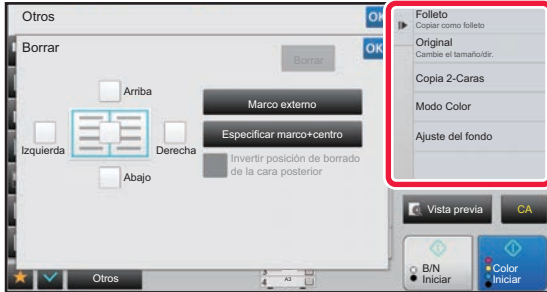 Otros
OK
Borrar
OK
Borrar
Arriba
Izquierda
Derecha
Abajo
Marco externo
Especificar marco+centro
Invertir posición de borrado
de la cara posterior
Folleto
Copiar como folleto
Original
Cambie el tamaño/dir.
Copia 2-Caras
Modo Color
Ajuste del fondo
Vista previa
CA
B/N
Iniciar
Color
Iniciar
Otros
A3